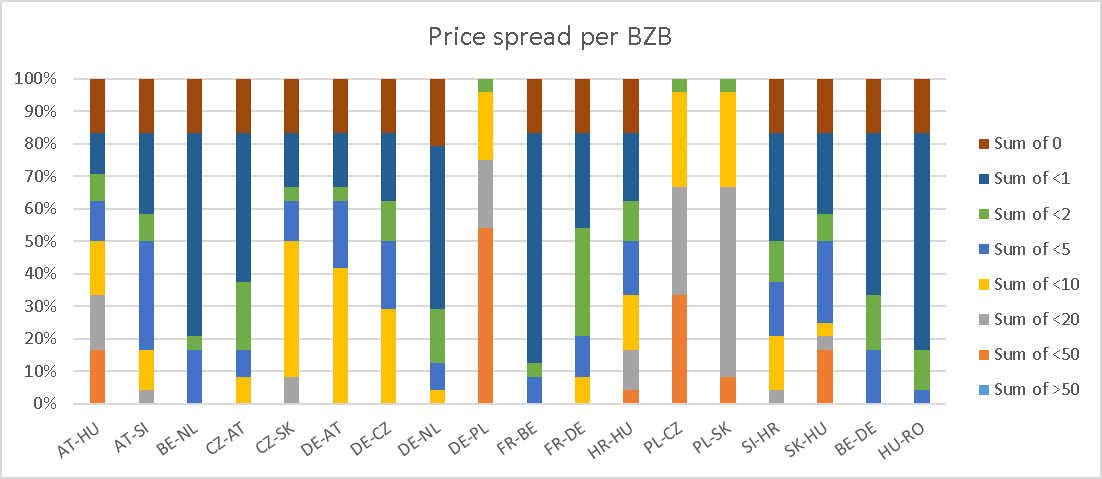 Price spread per BZB
100%
90%
80%
70%
60%
50%
40%
30%
20%
10%
0%
AT-HU
AT-SI
BE-NL
CZ-AT
CZ-SK
DE-AT
DE-CZ
DE-NL
DE-PL
FR-BE
FR-DE
HR-HU
PL-CZ
PL-SK
SI-HR
SK-HU
BE-DE
HU-RO
Sum of 0
Sum of <1
Sum of <2
Sum of <5
Sum of <10
Sum of <20
Sum of <50
Sum of >50